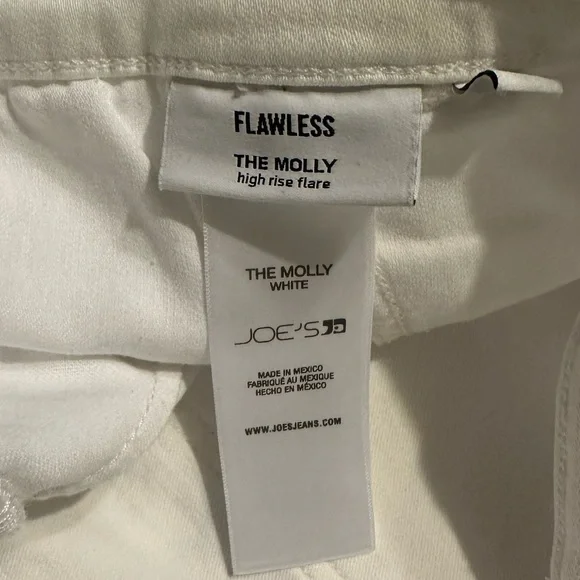 FLAWLESS
THE MOLLY
high rise flare
THE MOLLY
WHITE
JOE'S
MADE IN MEXICO
FABRIQUÉ AU MEXIQUE
HECHO EN MÉXICO
WWW.JOESJEANS.COM